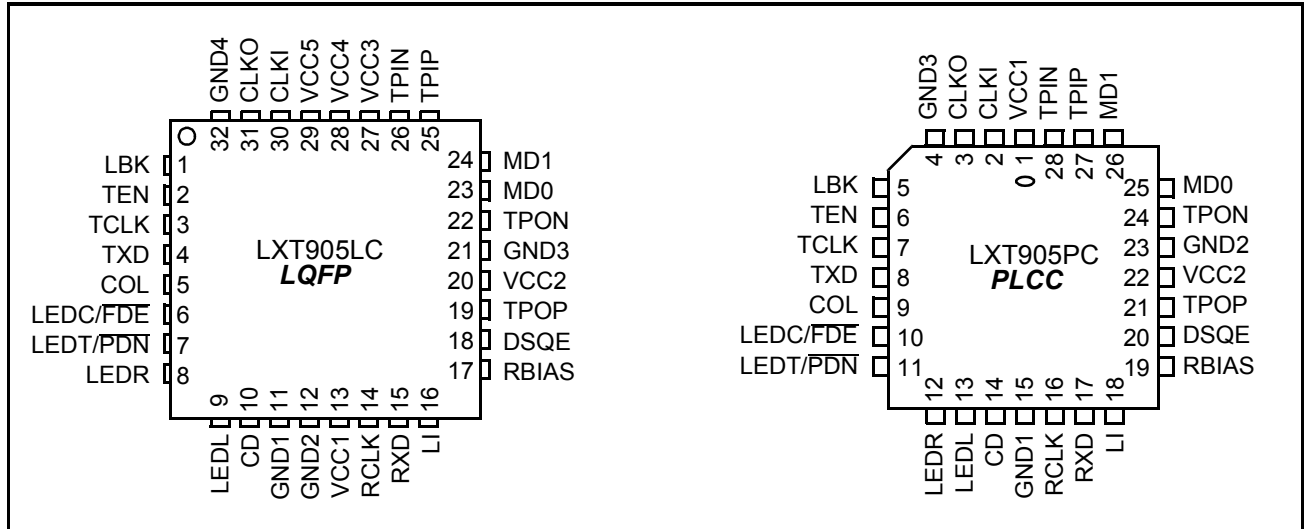 GND4
CLKO
CLKI
VCC5
VCC4
VCC3
TPIN
TPIP
32
31
30
29
28
27
26
25
LBK 1
TEN 2
TCLK 3
TXD 4
COL 5
LEDC/FDE 6
LEDT/PDN 7
LEDR 8
LXT905LC
LQFP
24 MD1
23 MD0
22 TPON
21 GND3
20 VCC2
19 TPOP
18 DSQE
17 RBIAS
9
10
11
12
13
14
15
16
LEDL
CD
GND1
GND2
VCC1
RCLK
RXD
LI
GND3
CLKO
CLKI
VCC1
TPIN
TPIP
MD1
4
3
2
1
28
27
26
LBK 5
TEN 6
TCLK 7
TXD 8
COL 9
LEDC/FDE 10
LEDT/PDN 11
LXT905PC
PLCC
25 MD0
24 TPON
23 GND2
22 VCC2
21 TPOP
20 DSQE
19 RBIAS
12
13
14
15
16
17
18
LEDR
LEDL
CD
GND1
RCLK
RXD
LI